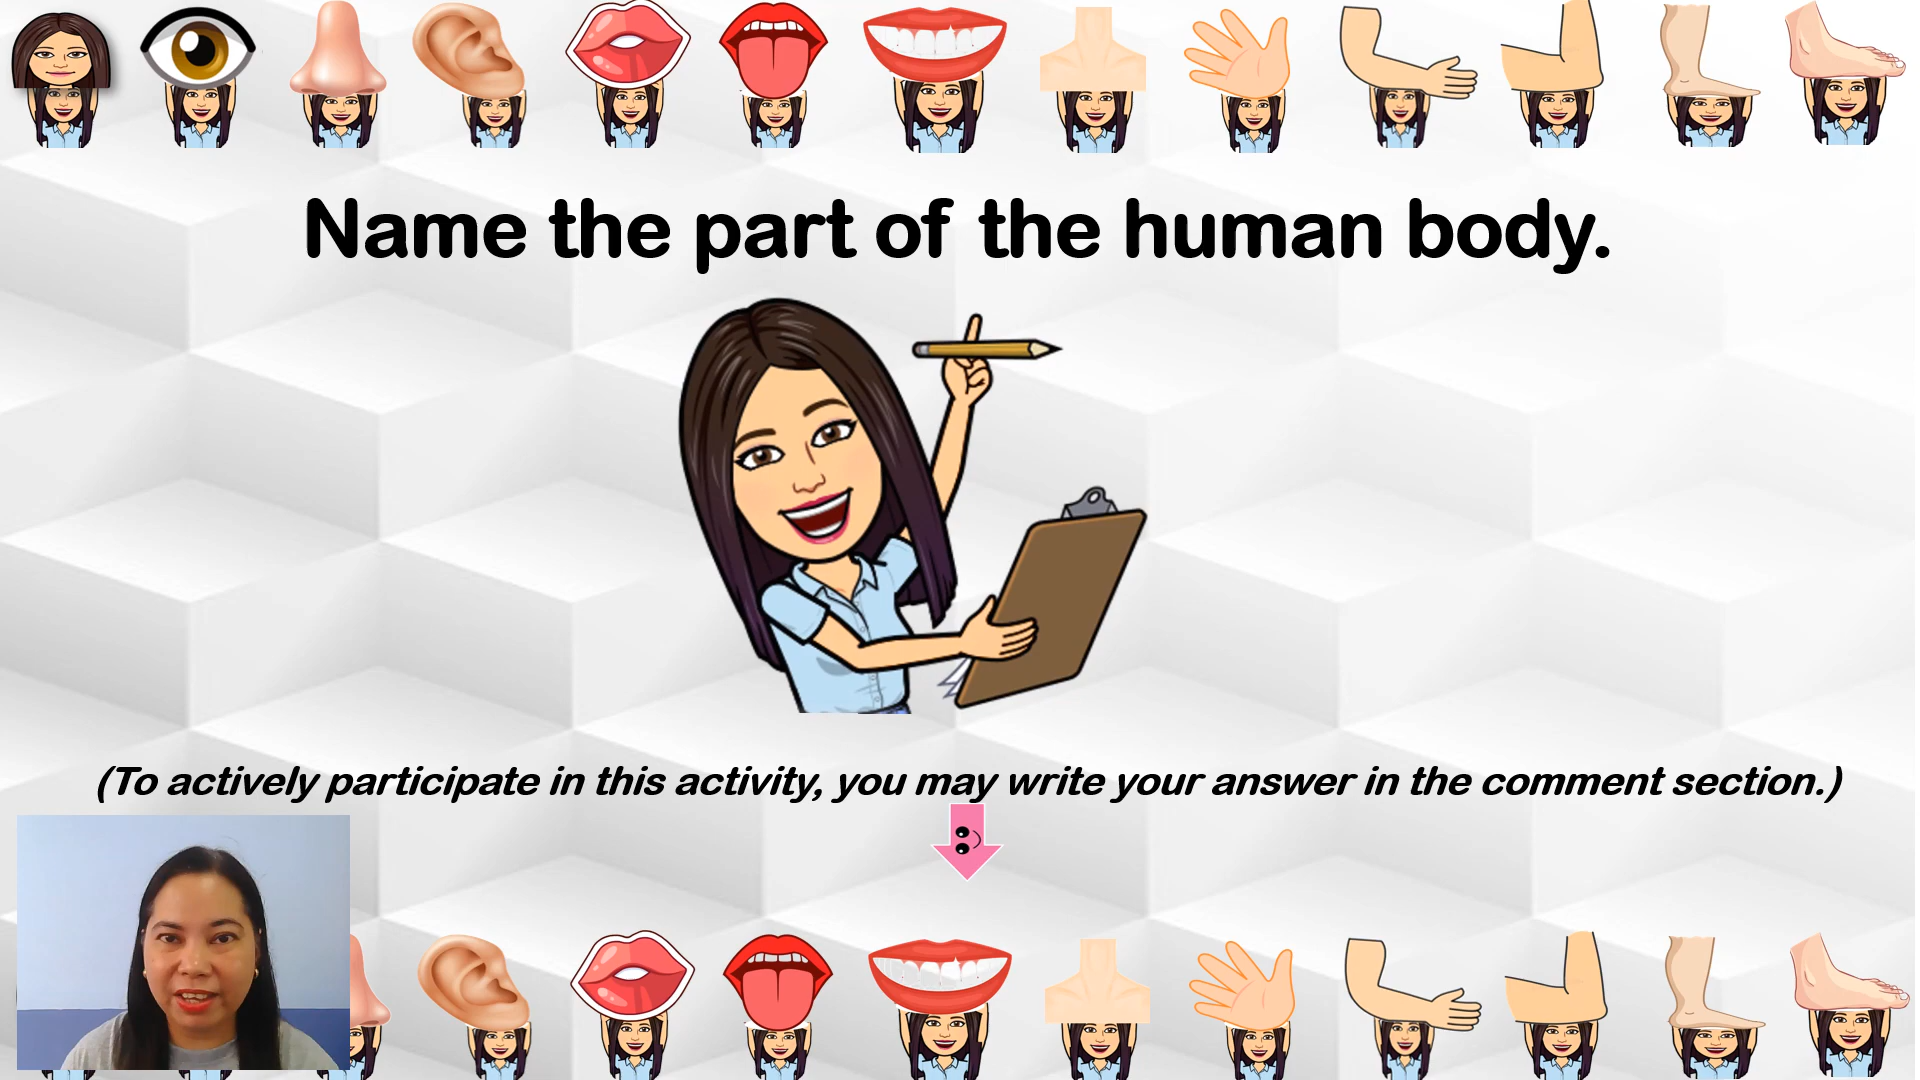 Name the part of the human body.
(To actively participate in this activity, you may write your answer in the comment section.)